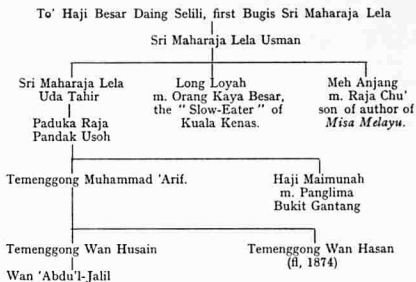 To' Haji Besar Daing Selili, first Bugis Sri Maharaja Lela
Sri Maharaja Lela Usman
Sri Maharaja Lela
Uda Tahir
Long Loyah
m. Orang Kaya Besar,
the "Slow-Eater" of
Kuala Kenas.
Meh Anjang
m. Raja Chu'
son of author of
Misa Melayu.
Paduka Raja
Pandak Usoh
Temenggong Muhammad 'Arif.
Haji Maimunah
m. Panglima
Bukit Gantang
Temenggong Wan Husain
Temenggong Wan Hasan
(fl, 1874)
Wan 'Abdu'l-Jalil